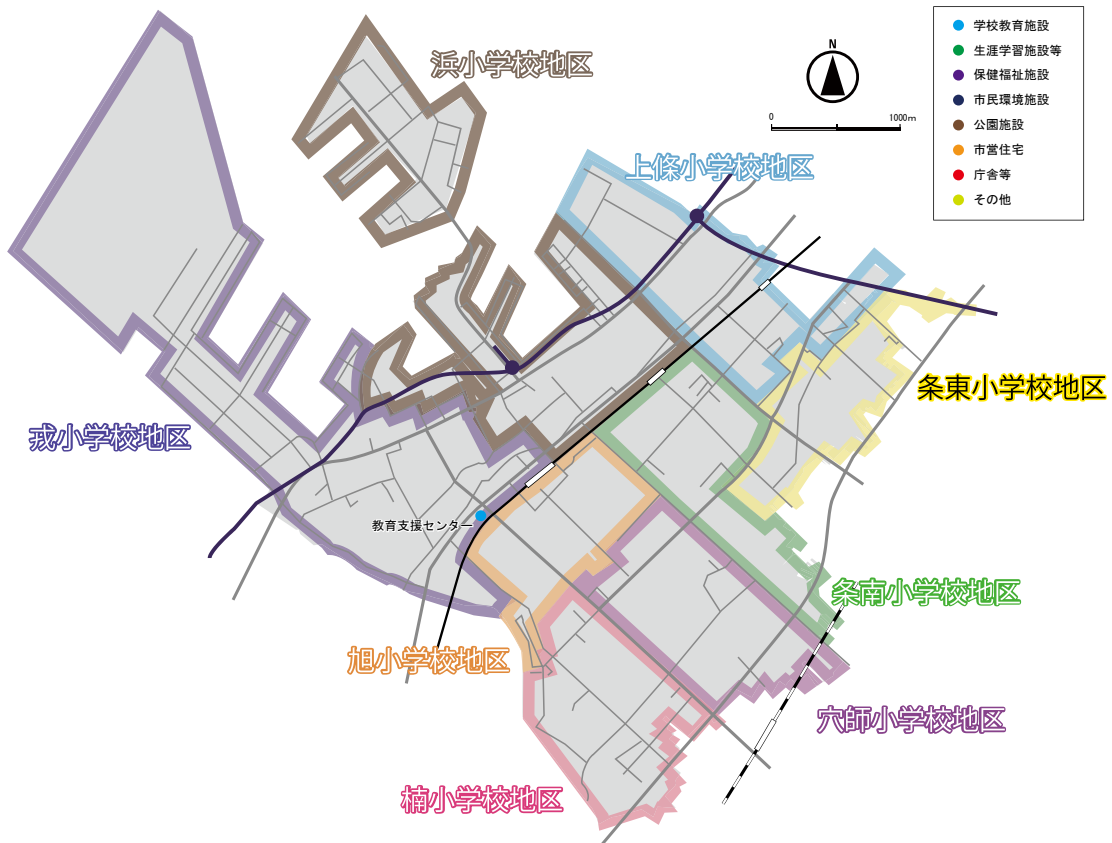 浜小学校地区
N
0
1000m
学校教育施設
生涯学習施設等
保健福祉施設
市民環境施設
公園施設
市営住宅
庁舎等
その他
上條小学校地区
条東小学校地区
戎小学校地区
教育支援センター
条南小学校地区
旭小学校地区
穴師小学校地区
楠小学校地区